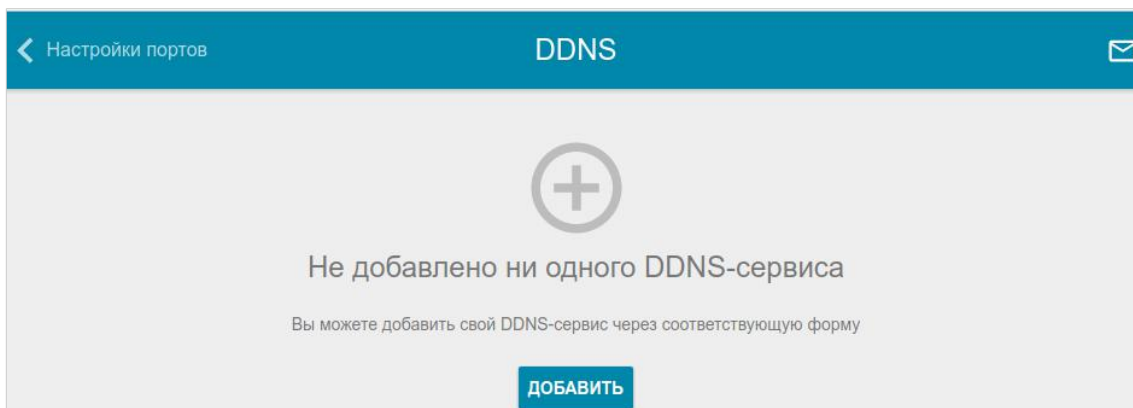 Настройки портов
DDNS
Не добавлено ни одного DDNS-сервиса
Вы можете добавить свой DDNS-сервис через соответствующую форму
ДОБАВИТЬ